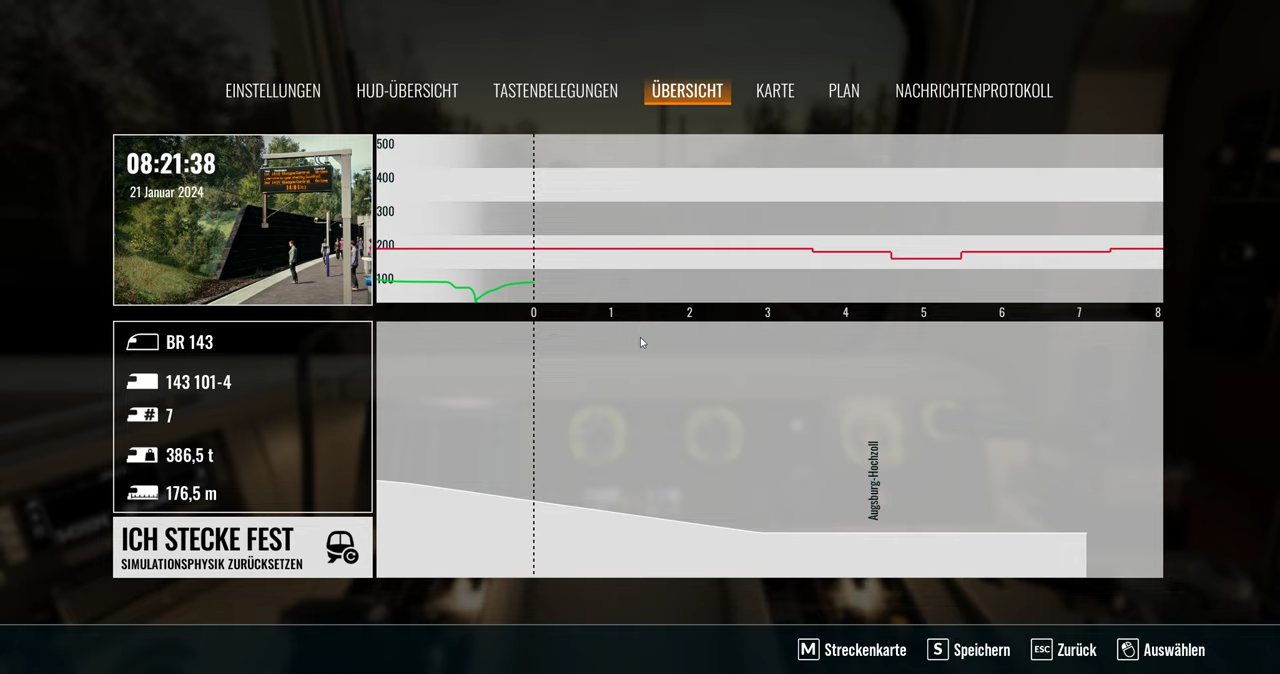 EINSTELLUNGEN HUD-ÜBERSICHT TASTENBELEGUNGEN ÜBERSICHT KARTE PLAN NACHRICHTENPROTOKOLL
08:21:38
21 Januar 2024
500
400
300
200
100
0 1 2 3 4 5 6 7 8
BR 143
143 101-4
# 7
386,5 t
176,5 m
Augsburg-Hochzoll
ICH STECKE FEST
SIMULATIONSPHYSIK ZURÜCKSETZEN
M Streckenkarte S Speichern ESC Zurück Auswählen